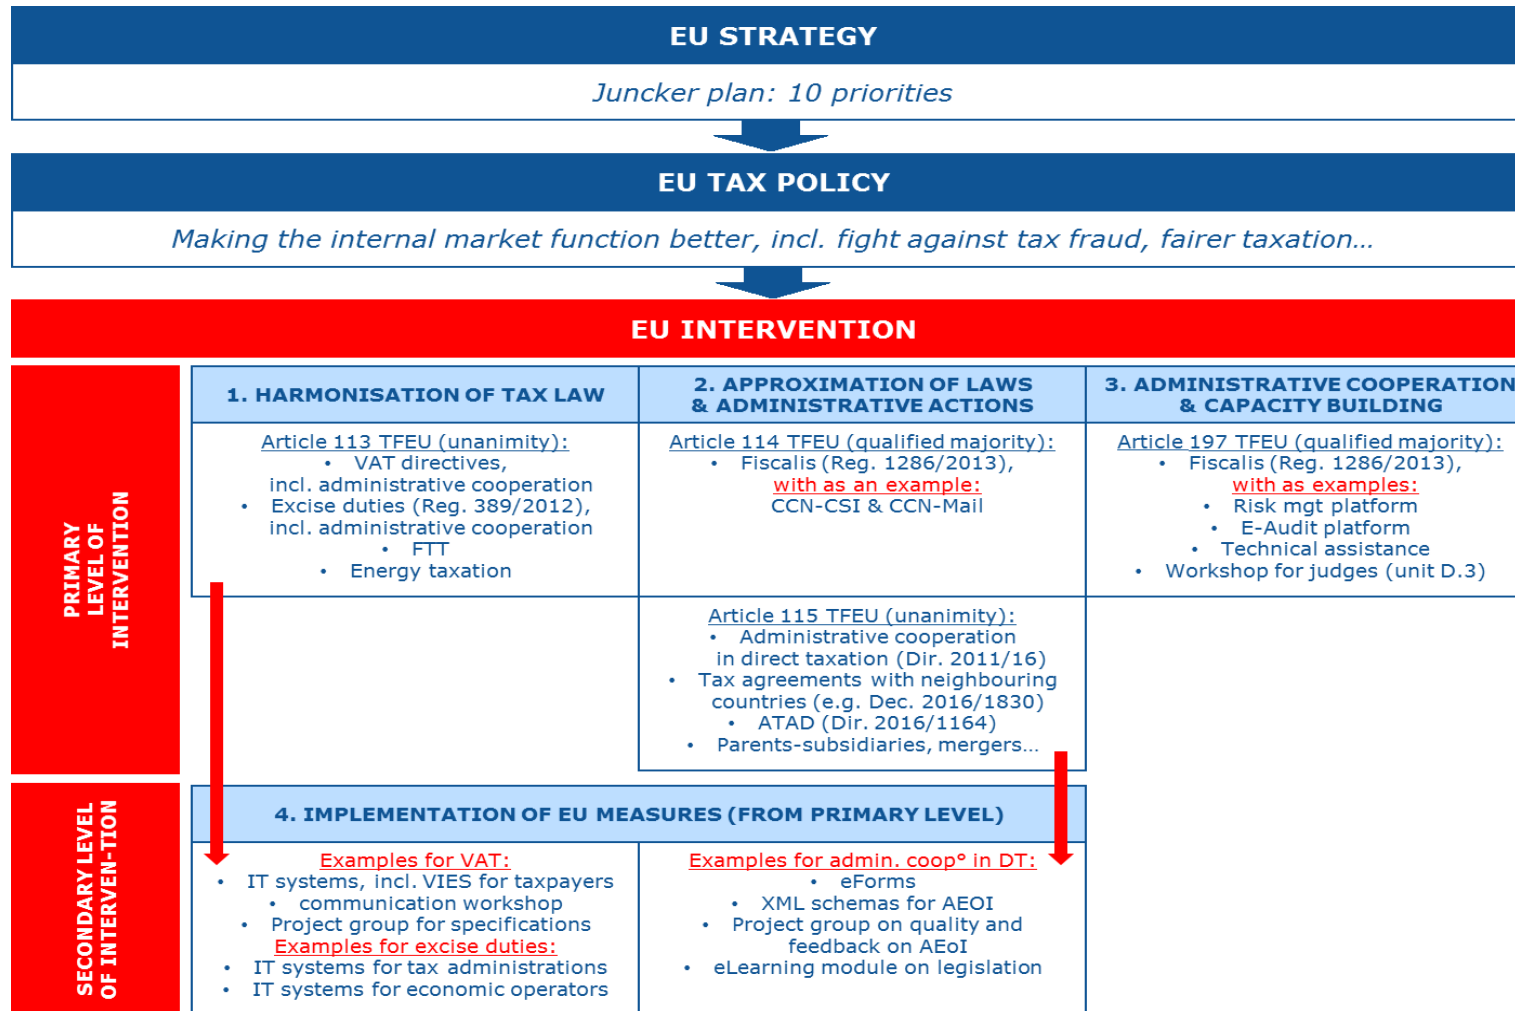 EU STRATEGY
Juncker plan: 10 priorities
EU TAX POLICY
Making the internal market function better, incl. fight against tax fraud, fairer taxation…
EU INTERVENTION
PRIMARY
LEVEL OF
INTERVENTION
1. HARMONISATION OF TAX LAW
Article 113 TFEU (unanimity):
• VAT directives,
incl. administrative cooperation
• Excise duties (Reg. 389/2012),
incl. administrative cooperation
• FTT
• Energy taxation
2. APPROXIMATION OF LAWS
& ADMINISTRATIVE ACTIONS
Article 114 TFEU (qualified majority):
• Fiscalis (Reg. 1286/2013),
with as an example:
CCN-CSI & CCN-Mail
Article 115 TFEU (unanimity):
• Administrative cooperation
in direct taxation (Dir. 2011/16)
• Tax agreements with neighbouring
countries (e.g. Dec. 2016/1830)
• ATAD (Dir. 2016/1164)
• Parents-subsidiaries, mergers…
3. ADMINISTRATIVE COOPERATION
& CAPACITY BUILDING
Article 197 TFEU (qualified majority):
• Fiscalis (Reg. 1286/2013),
with as examples:
• Risk mgt platform
• E-Audit platform
• Technical assistance
• Workshop for judges (unit D.3)
SECONDARY LEVEL
OF INTERVEN-TION
4. IMPLEMENTATION OF EU MEASURES (FROM PRIMARY LEVEL)
Examples for VAT:
• IT systems, incl. VIES for taxpayers
• communication workshop
• Project group for specifications
Examples for excise duties:
• IT systems for tax administrations
• IT systems for economic operators
Examples for admin. coop° in DT:
• eForms
• XML schemas for AEOI
• Project group on quality and
feedback on AEoI
• eLearning module on legislation